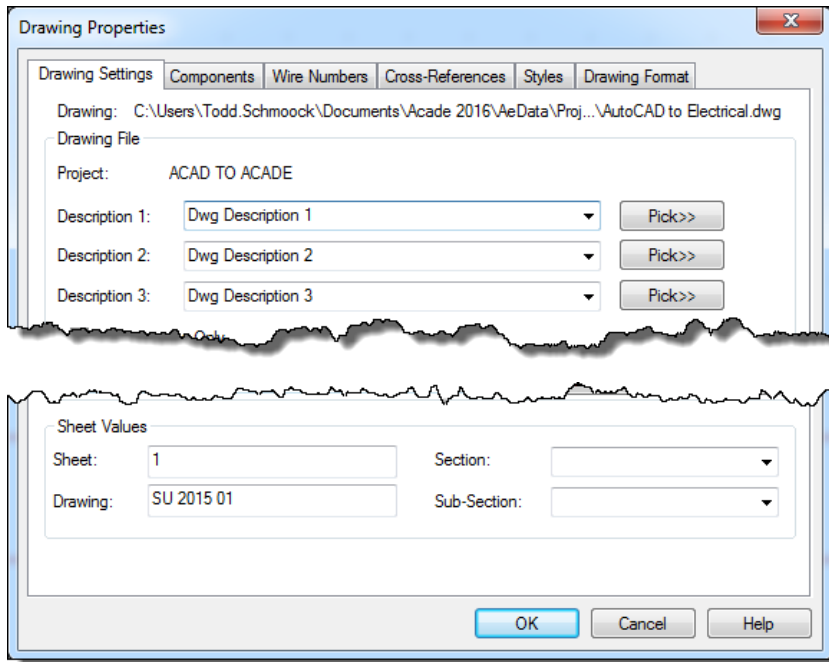 Drawing Properties
Drawing Settings Components Wire Numbers Cross-References Styles Drawing Format
Drawing: C:\Users\Todd.Schmoock\Documents\Acade 2016\AeData\Proj...\AutoCAD to Electrical.dwg
Drawing File
Project: ACAD TO ACADE
Description 1: Dwg Description 1 Pick>>
Description 2: Dwg Description 2 Pick>>
Description 3: Dwg Description 3 Pick>>
Only
Sheet Values
Sheet: 1 Section:
Drawing: SU 2015 01 Sub-Section:
OK Cancel Help